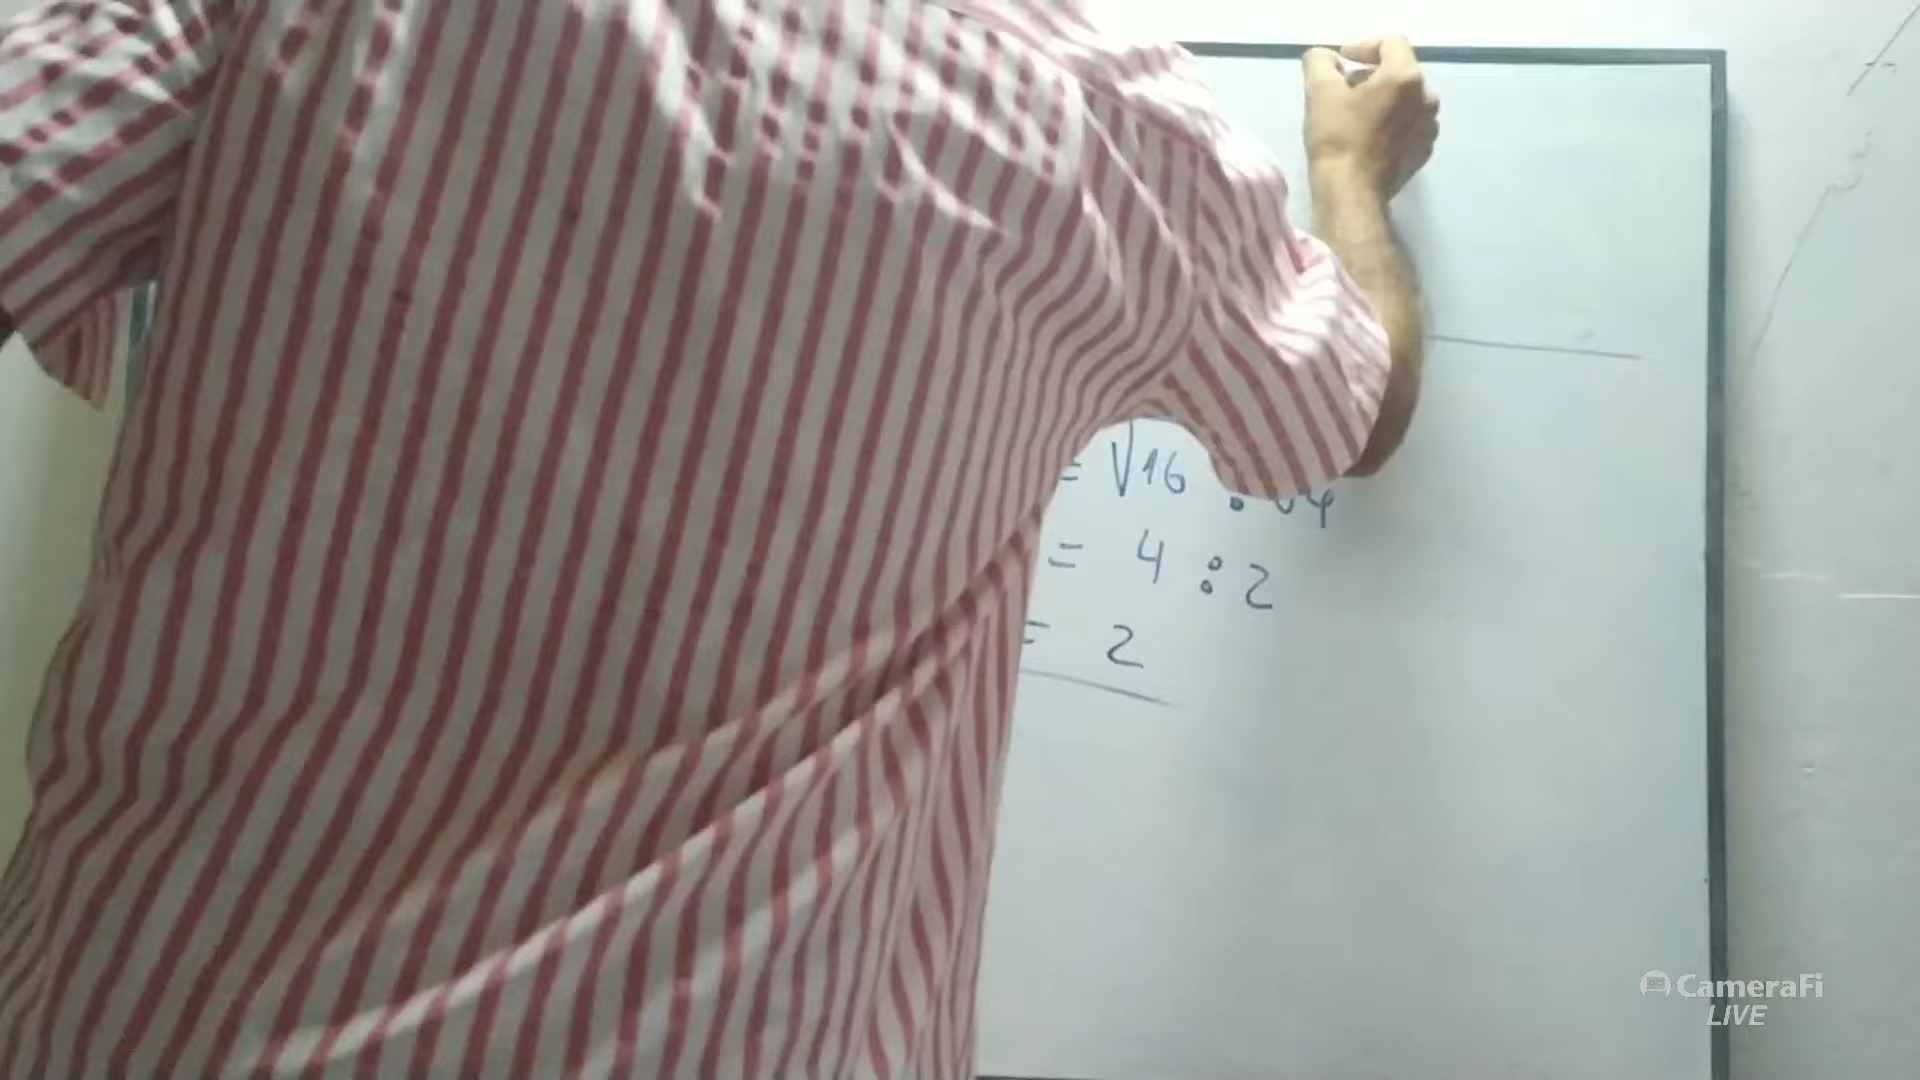 = √16 : √4
= 4 : 2
= 2
CameraFi
LIVE